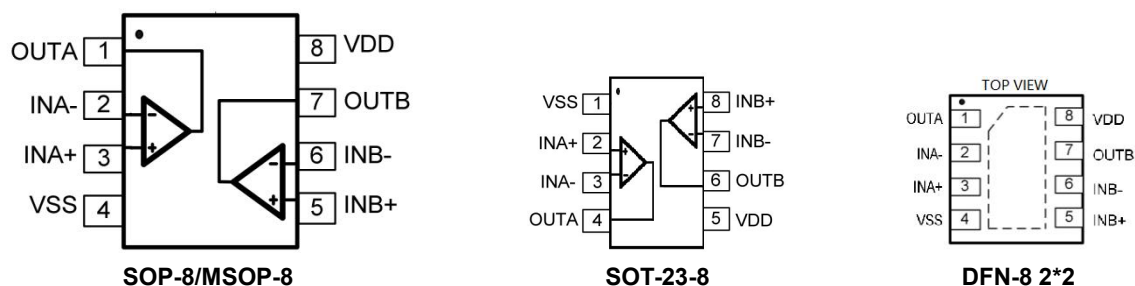 OUTA 1 8 VDD
INA- 2 7 OUTB
INA+ 3 6 INB-
VSS 4 5 INB+
- + - +
SOP-8/MSOP-8
VSS 1 8 INB+
INA+ 2 7 INB-
INA- 3 6 OUTB
OUTA 4 5 VDD
+ - + -
SOT-23-8
TOP VIEW
OUTA 1 8 VDD
INA- 2 7 OUTB
INA+ 3 6 INB-
VSS 4 5 INB+
DFN-8 2*2